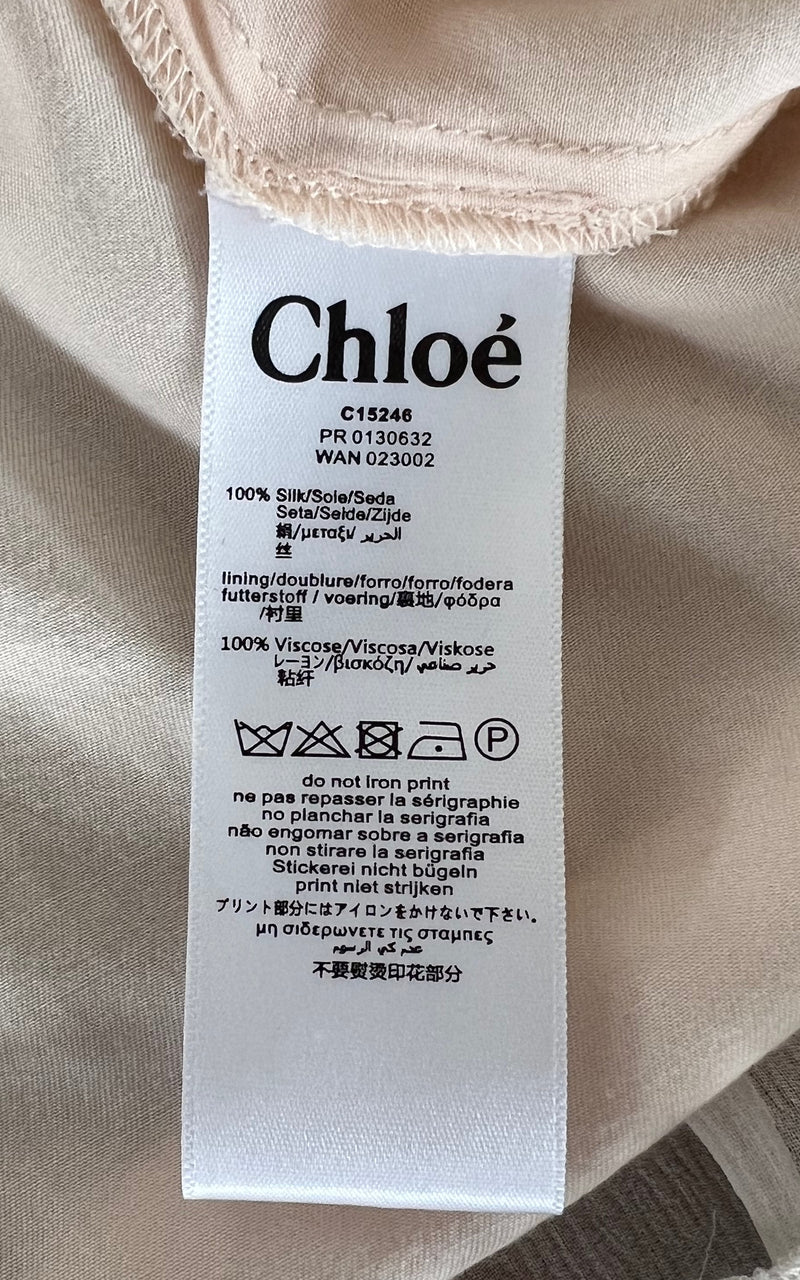 Chloé
C15246
PR 0130632
WAN 023002
100% Silk/Soie/Seda
Seta/Seide/Zijde
絹/μεταξι/ الحرير
丝
lining/doublure/forro/forro/fodera
futterstoff / voering/裏地/φόδρα
/衬里
100% Viscose/Viscosa/Viskose
レーヨン/βισκόζη/ حرير صناعي
粘纤
P
do not iron print
ne pas repasser la sérigraphie
no planchar la serigrafia
não engomar sobre a serigrafia
non stirare la serigrafia
Stickerei nicht bügeln
print niet strijken
プリント部分にはアイロンをかけないで下さい。
μη σιδερωνετε τις σταμπες
عدم كي الرسوم
不要熨烫印花部分